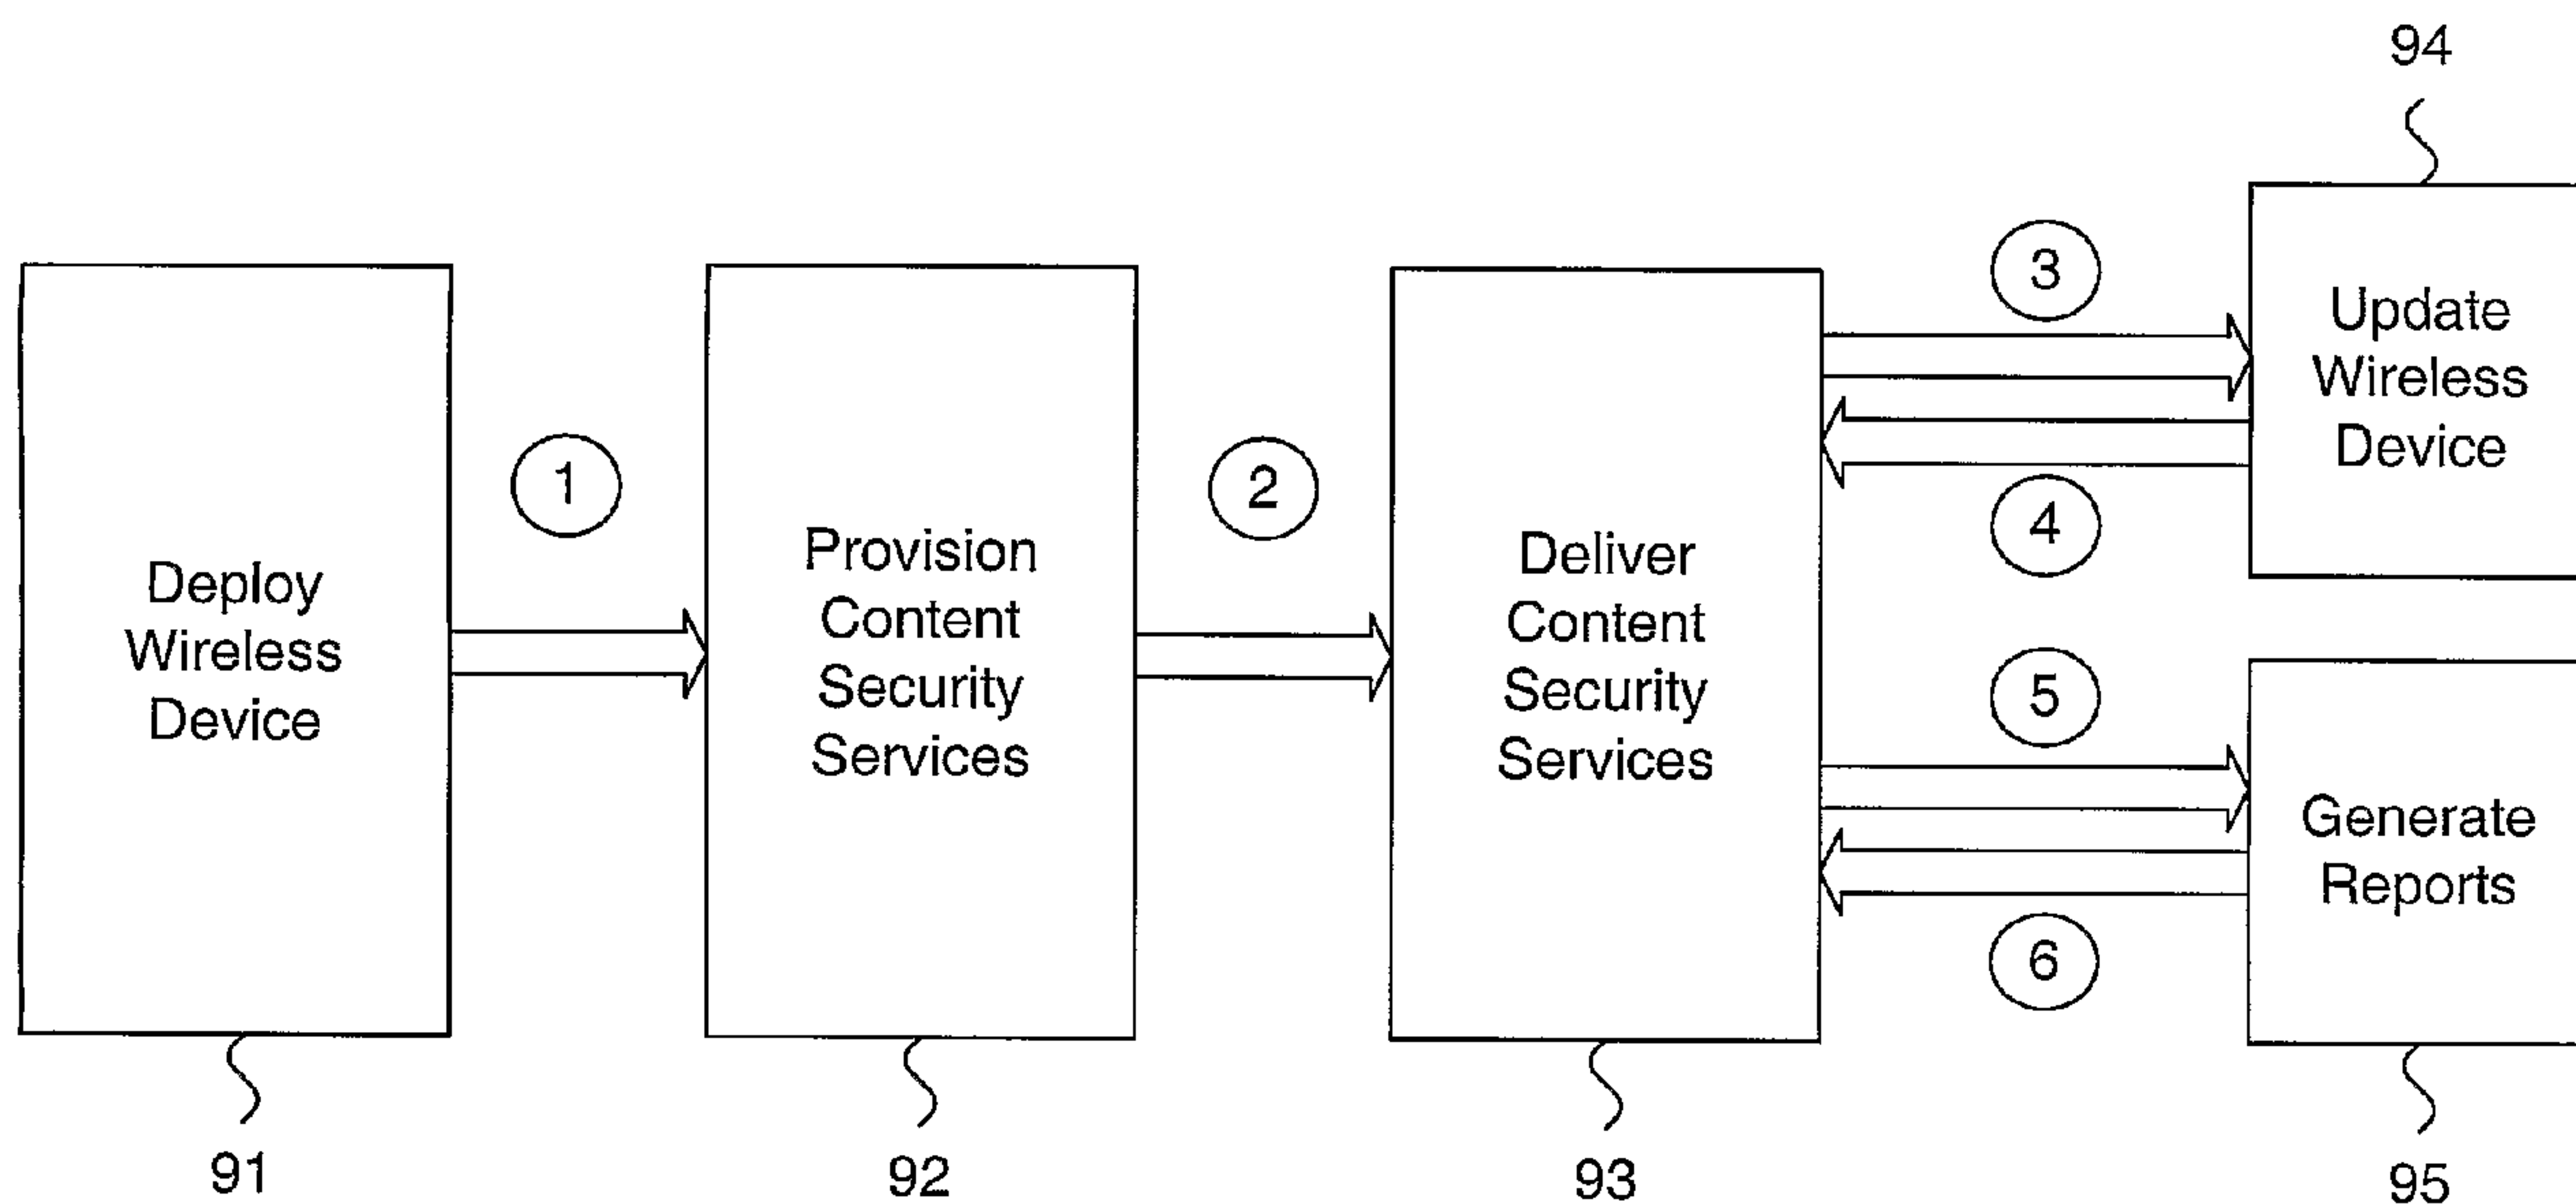 94
3
Update
Wireless
Device
4
1
2
Deploy
Wireless
Device
Provision
Content
Security
Services
Deliver
Content
Security
Services
5
Generate
Reports
6
91
92
93
95